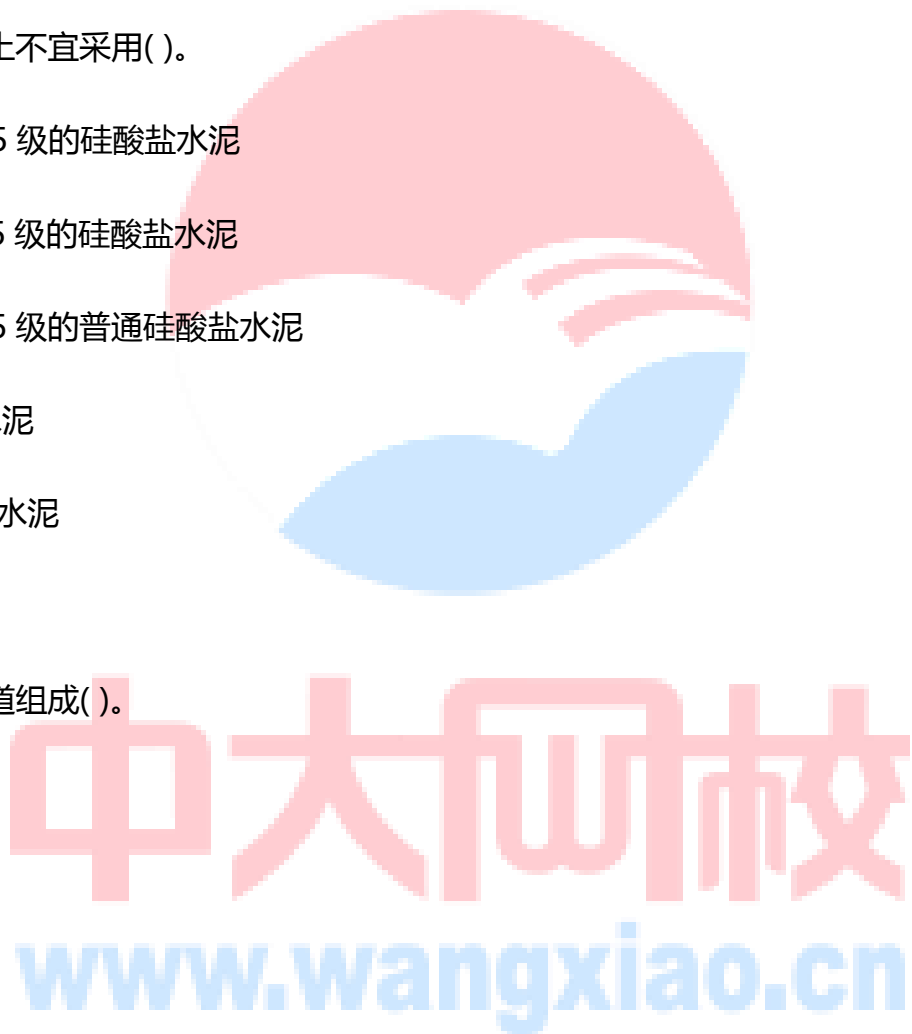 上不宜采用( )。
5 级的硅酸盐水泥
5 级的硅酸盐水泥
5 级的普通硅酸盐水泥
泥
水泥
道组成( )。
中大网校
www.wangxiao.cn